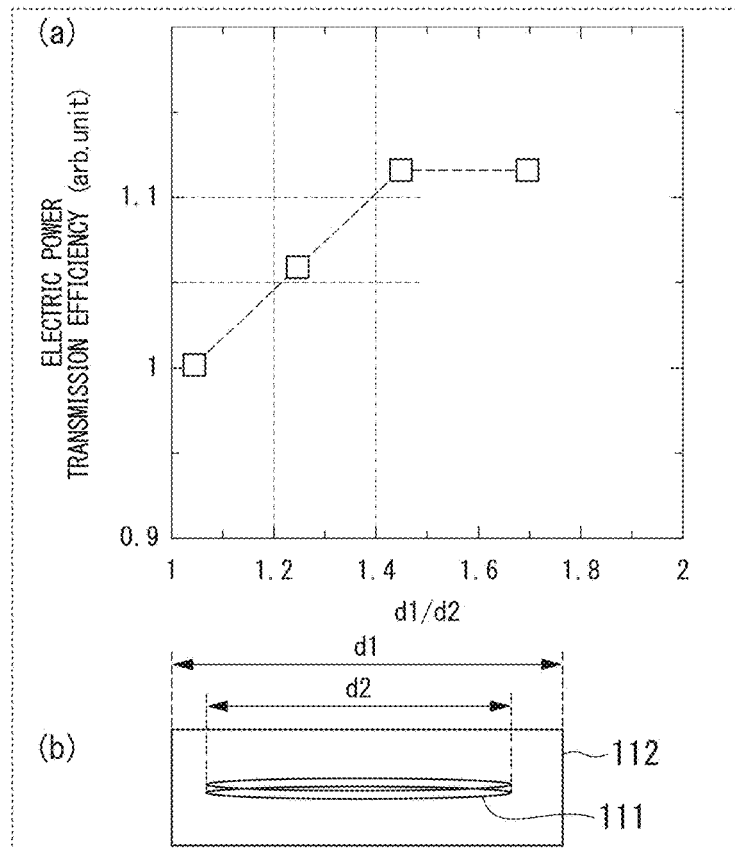 (a)
ELECTRIC POWER
TRANSMISSION EFFICIENCY (arb.unit)
1.1
1
0.9
1 1.2 1.4 1.6 1.8 2
d1/d2
d1
d2
(b)
112
111